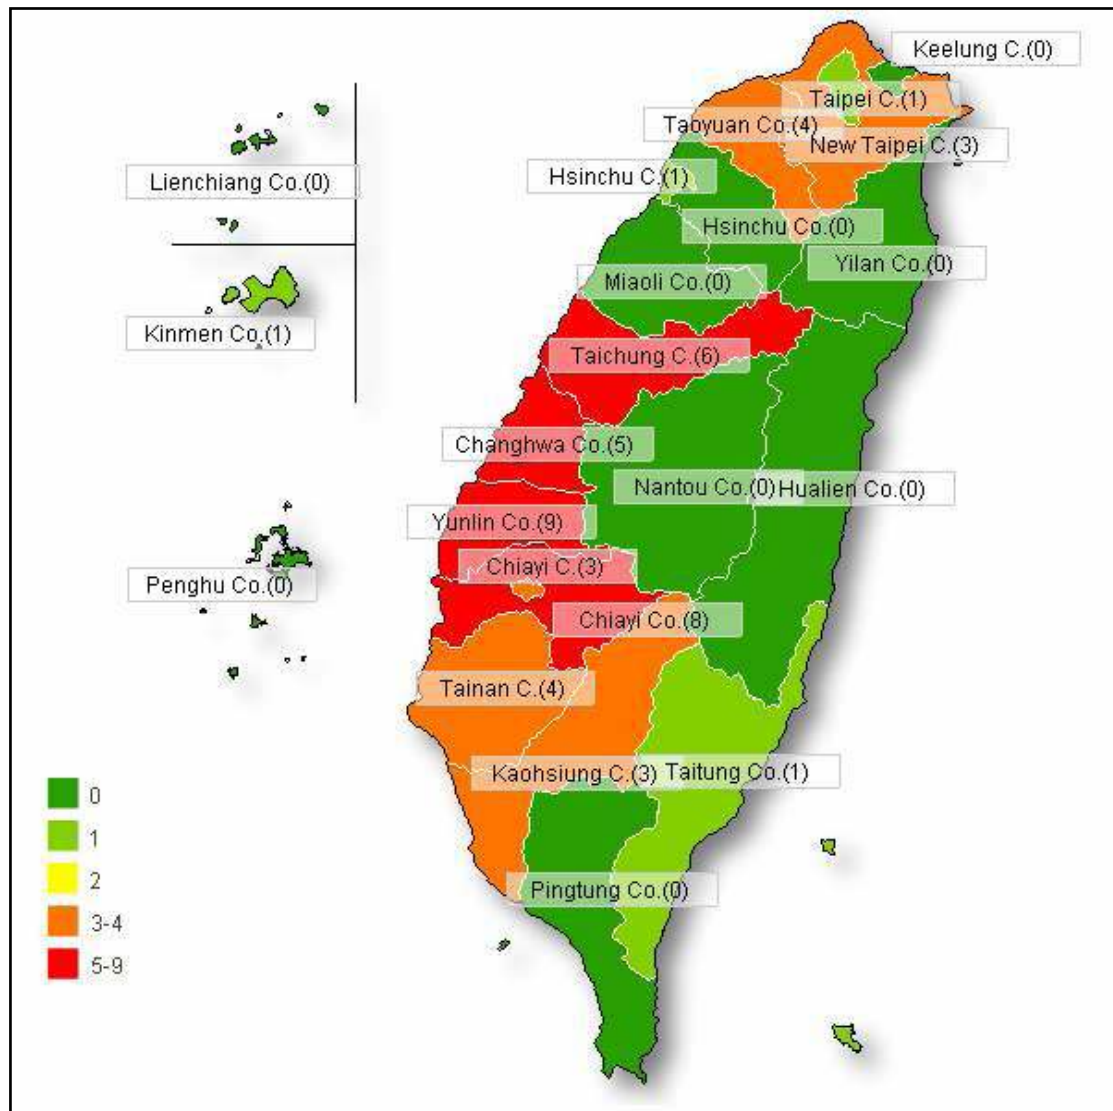 Keelung C.(0)
Taipei C.(1)
Taoyuan Co.(4)
New Taipei C.(3)
Lienchiang Co.(0)
Hsinchu C.(1)
Hsinchu Co.(0)
Yilan Co.(0)
Miaoli Co.(0)
Kinmen Co.(1)
Taichung C.(6)
Changhwa Co.(5)
Nantou Co.(0)
Hualien Co.(0)
Yunlin Co.(9)
Chiayi C.(3)
Penghu Co.(0)
Chiayi Co.(8)
Tainan C.(4)
Kaohsiung C.(3)
Taitung Co.(1)
Pingtung Co.(0)
0
1
2
3-4
5-9